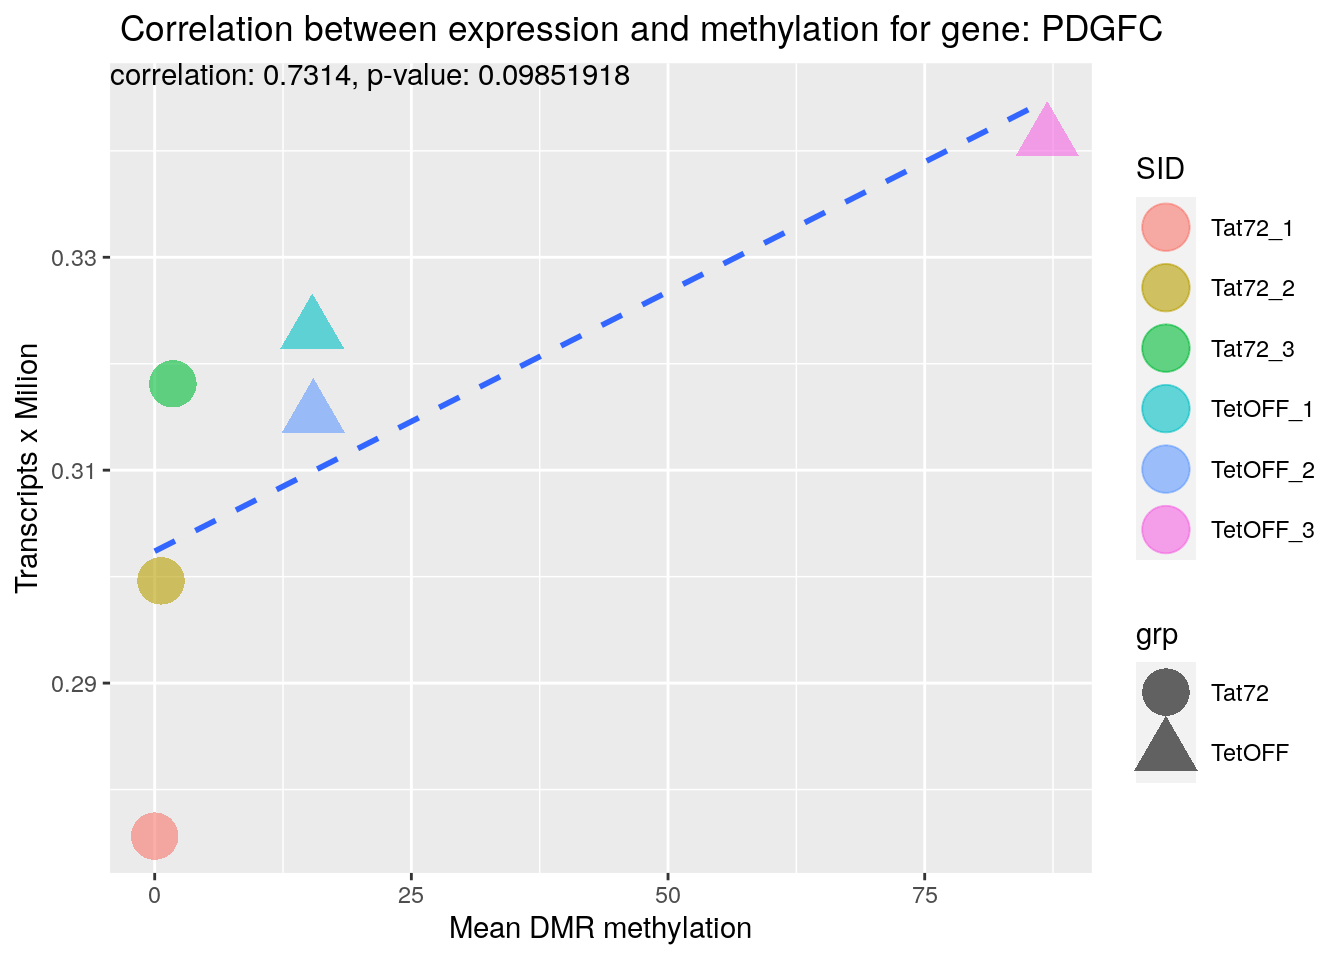 Correlation between expression and methylation for gene: PDGFC
correlation: 0.7314, p-value: 0.09851918
Transcripts x Milion
0.33
0.31
0.29
0
25
50
75
Mean DMR methylation
SID
Tat72_1
Tat72_2
Tat72_3
TetOFF_1
TetOFF_2
TetOFF_3
grp
Tat72
TetOFF